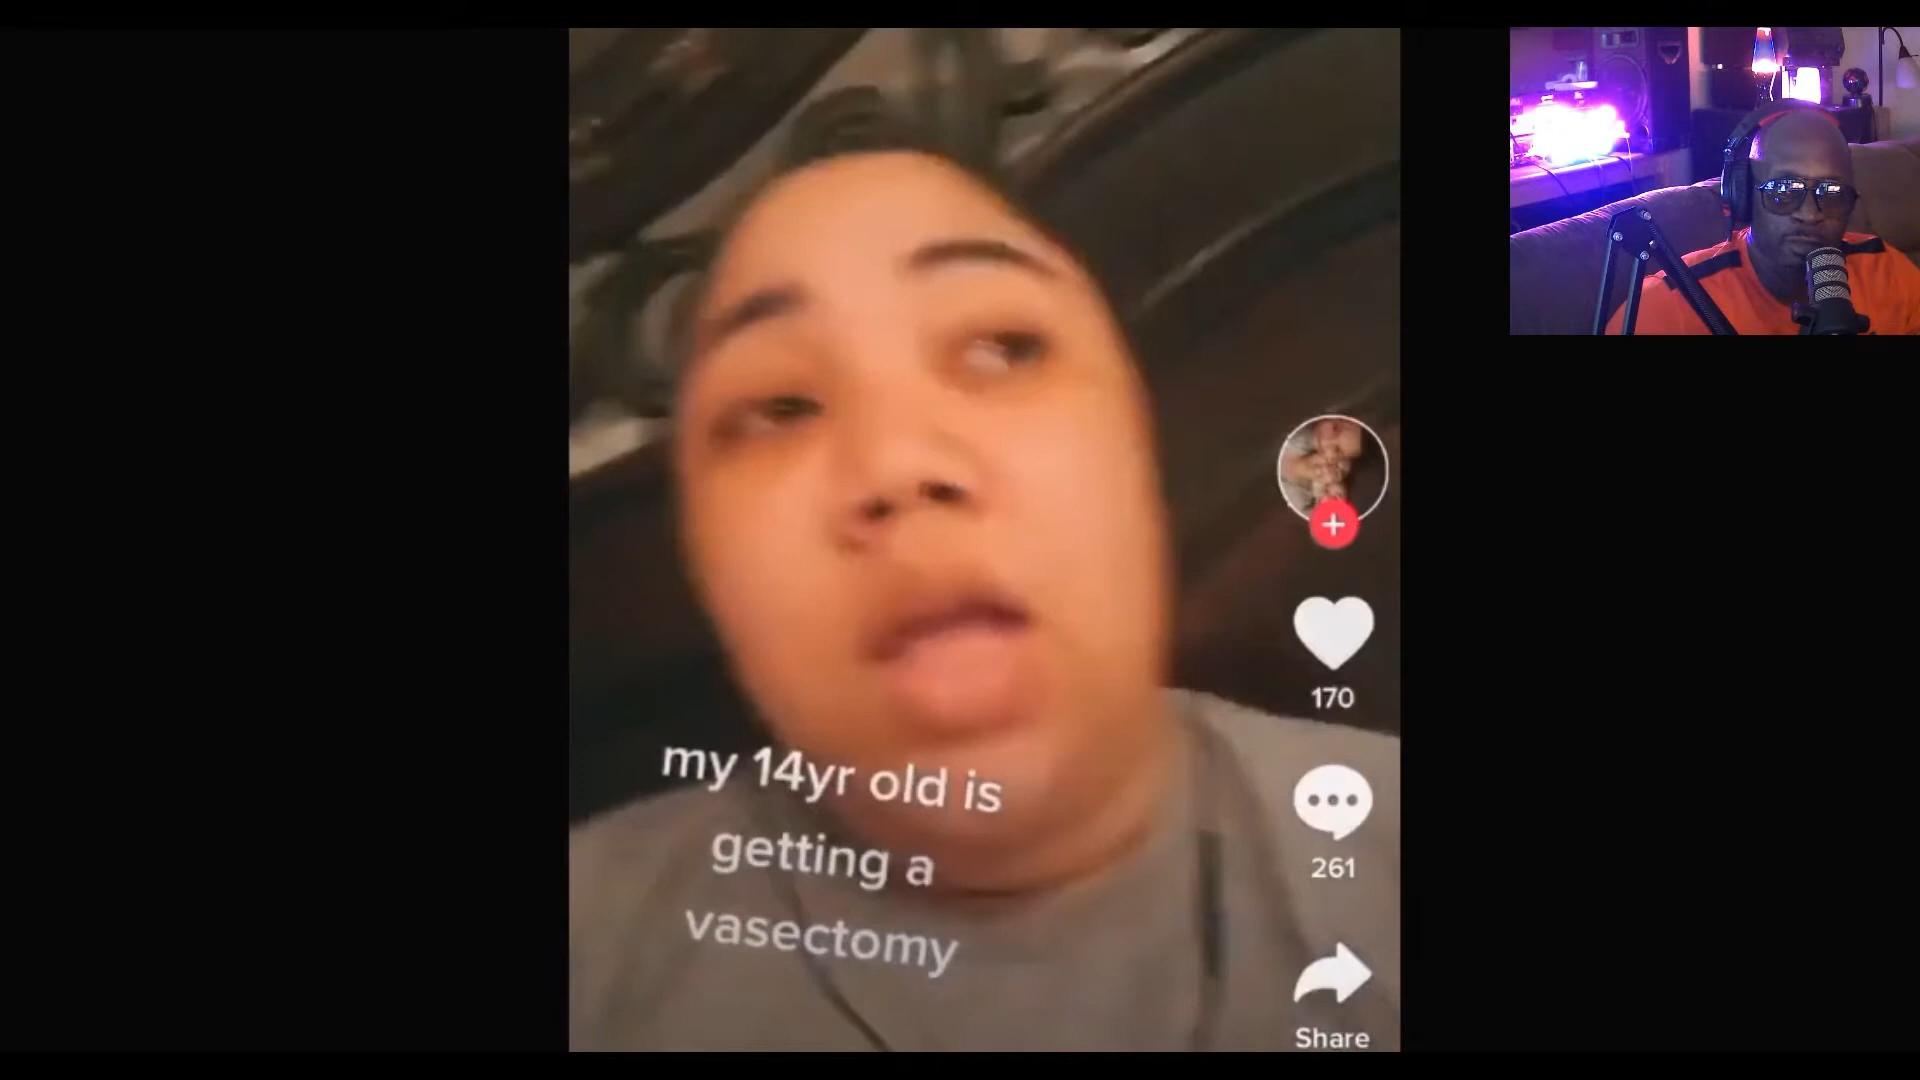 my 14yr old is
getting a
vasectomy
170
261
Share